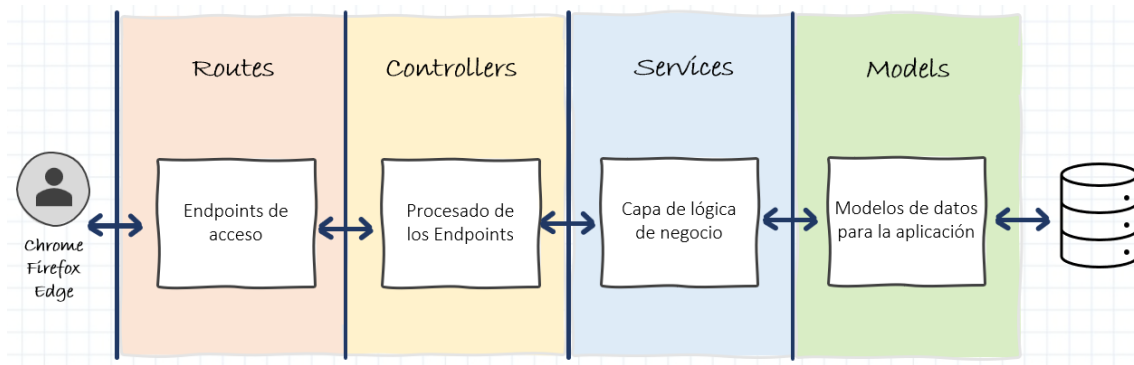 Routes
Controllers
Services
Models
Endpoints de
acceso
Procesado de
los Endpoints
Capa de lógica
de negocio
Modelos de datos
para la aplicación
Chrome
Firefox
Edge